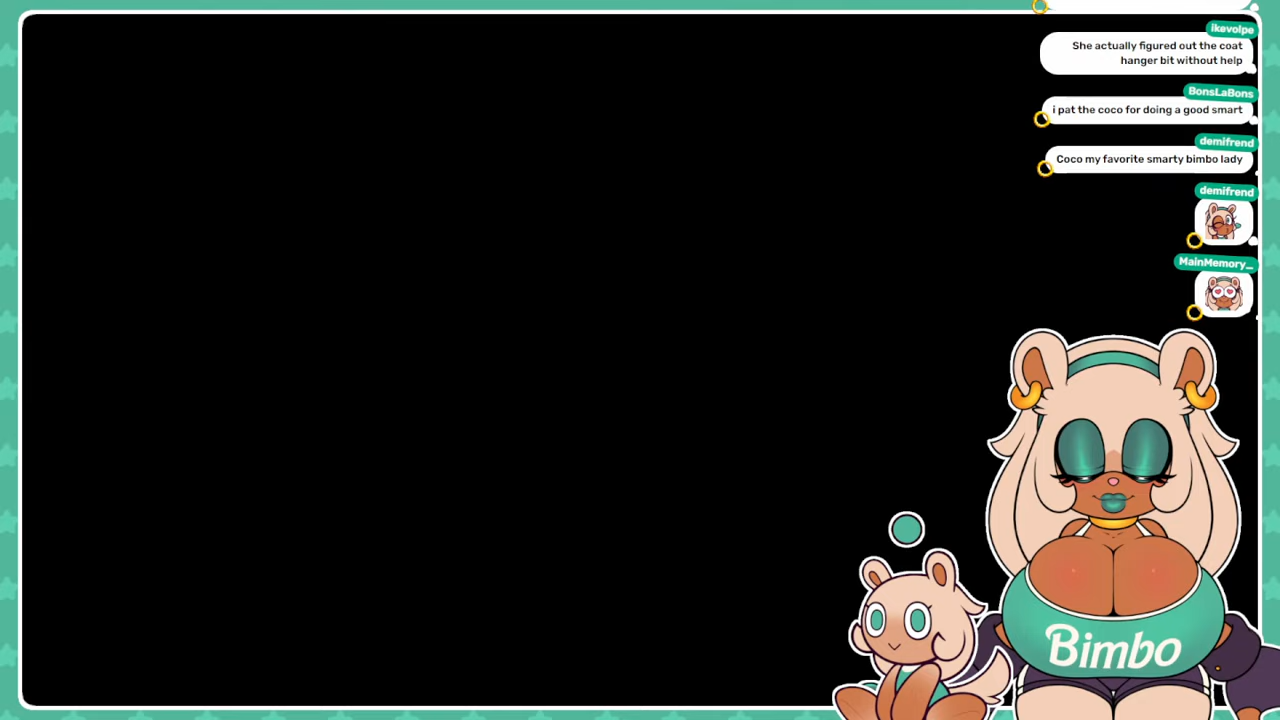 ikevolpe
She actually figured out the coat
hanger bit without help
BonsLaBons
i pat the coco for doing a good smart
demifrend
Coco my favorite smarty bimbo lady
demifrend
MainMemory_
Bimbo